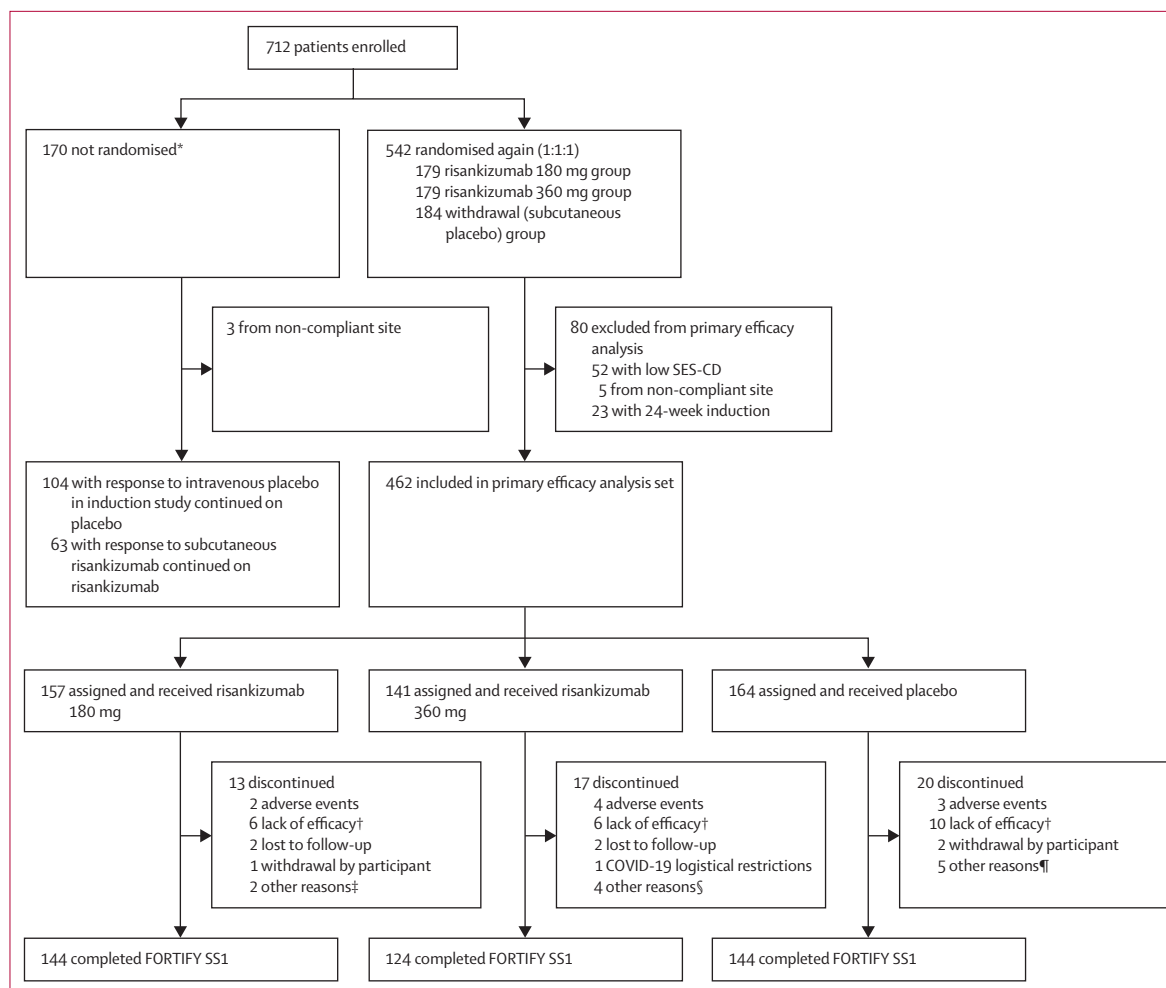 712 patients enrolled
170 not randomised*
542 randomised again (1:1:1)
179 risankizumab 180 mg group
179 risankizumab 360 mg group
184 withdrawal (subcutaneous
placebo) group
3 from non-compliant site
80 excluded from primary efficacy
analysis
52 with low SES-CD
5 from non-compliant site
23 with 24-week induction
104 with response to intravenous placebo
in induction study continued on
placebo
63 with response to subcutaneous
risankizumab continued on
risankizumab
462 included in primary efficacy analysis set
157 assigned and received risankizumab
180 mg
141 assigned and received risankizumab
360 mg
164 assigned and received placebo
13 discontinued
2 adverse events
6 lack of efficacy†
2 lost to follow-up
1 withdrawal by participant
2 other reasons‡
17 discontinued
4 adverse events
6 lack of efficacy†
2 lost to follow-up
1 COVID-19 logistical restrictions
4 other reasons§
20 discontinued
3 adverse events
10 lack of efficacy†
2 withdrawal by participant
5 other reasons¶
144 completed FORTIFY SS1
124 completed FORTIFY SS1
144 completed FORTIFY SS1